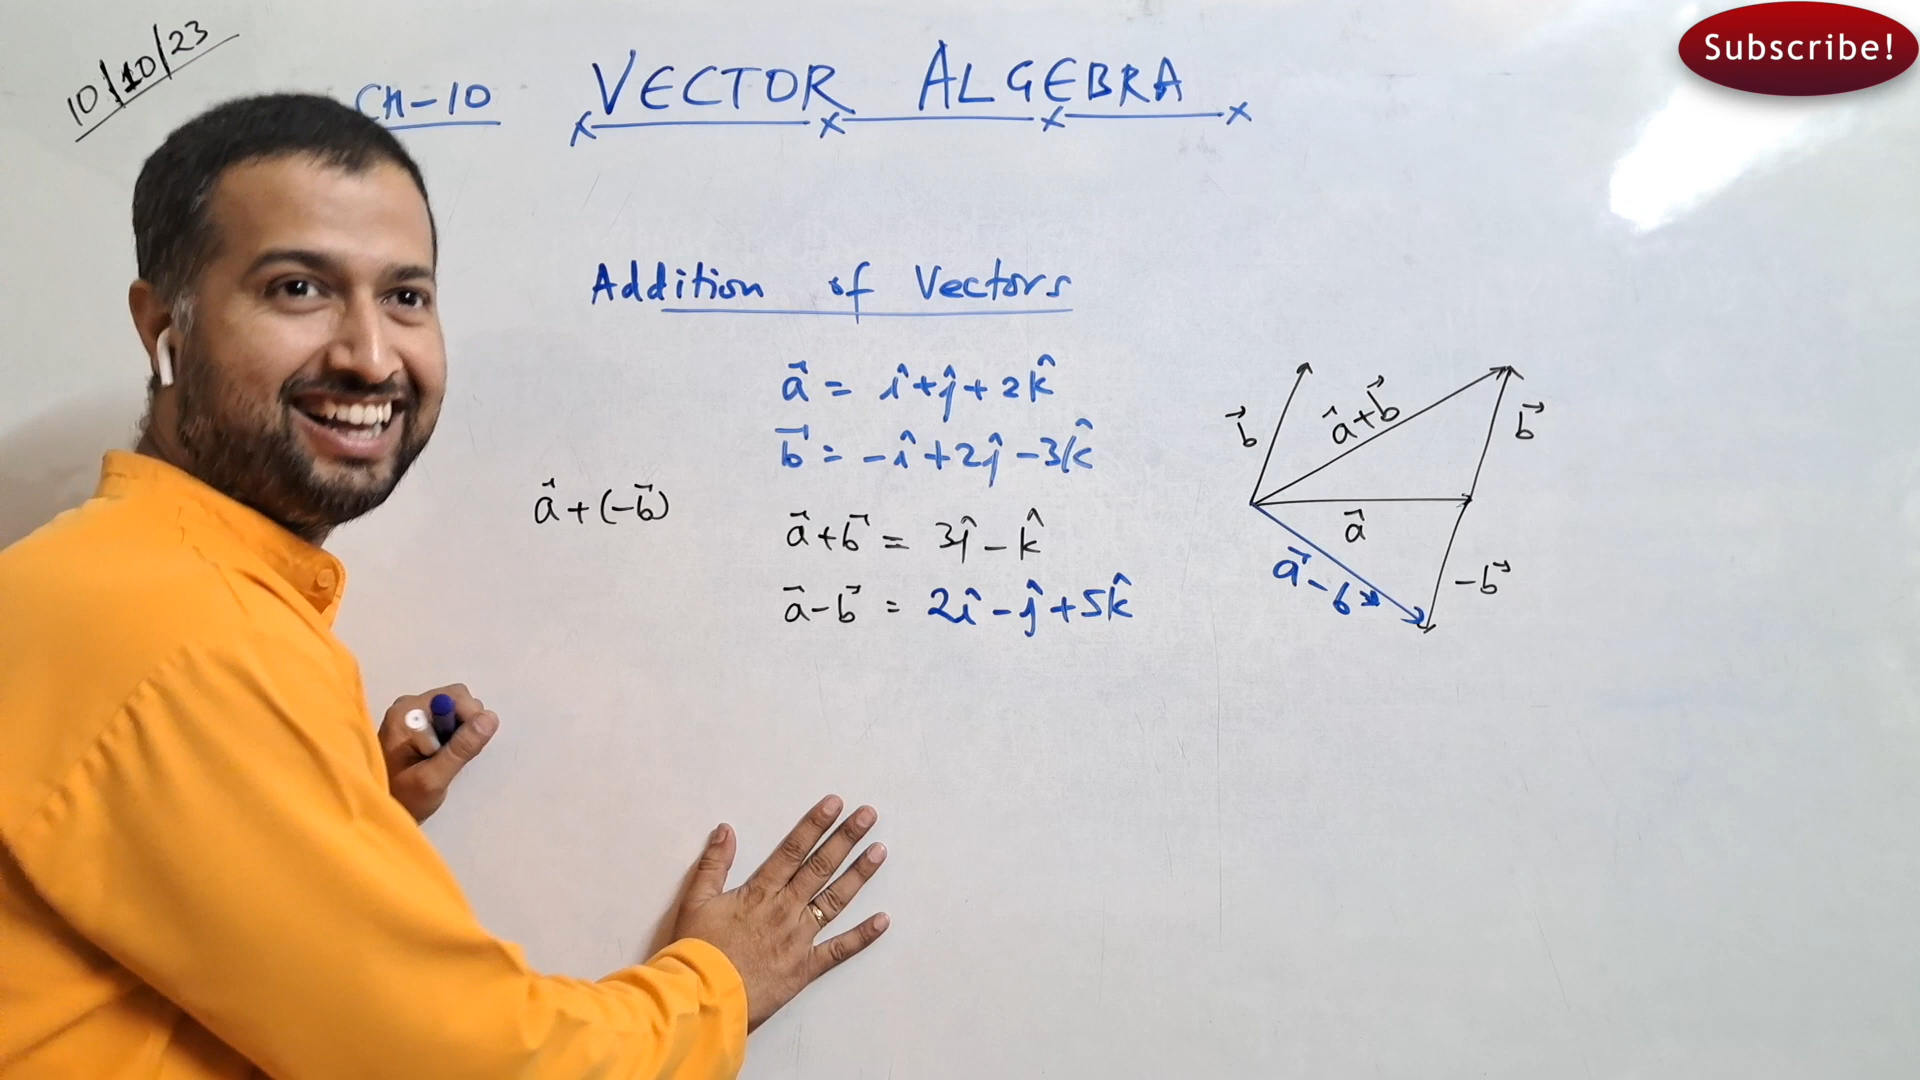 10/10/23
Subscribe!
CH-10 VECTOR ALGEBRA
Addition of Vectors
a⃗ = î+ĵ+2k̂
b⃗ = -î+2ĵ-3k̂
a⃗+(-b⃗)
a⃗+b⃗ = 3ĵ-k̂
a⃗-b⃗ = 2î-ĵ+5k̂
b⃗
â+b⃗
b⃗
a⃗
a⃗-b⃗
-b⃗